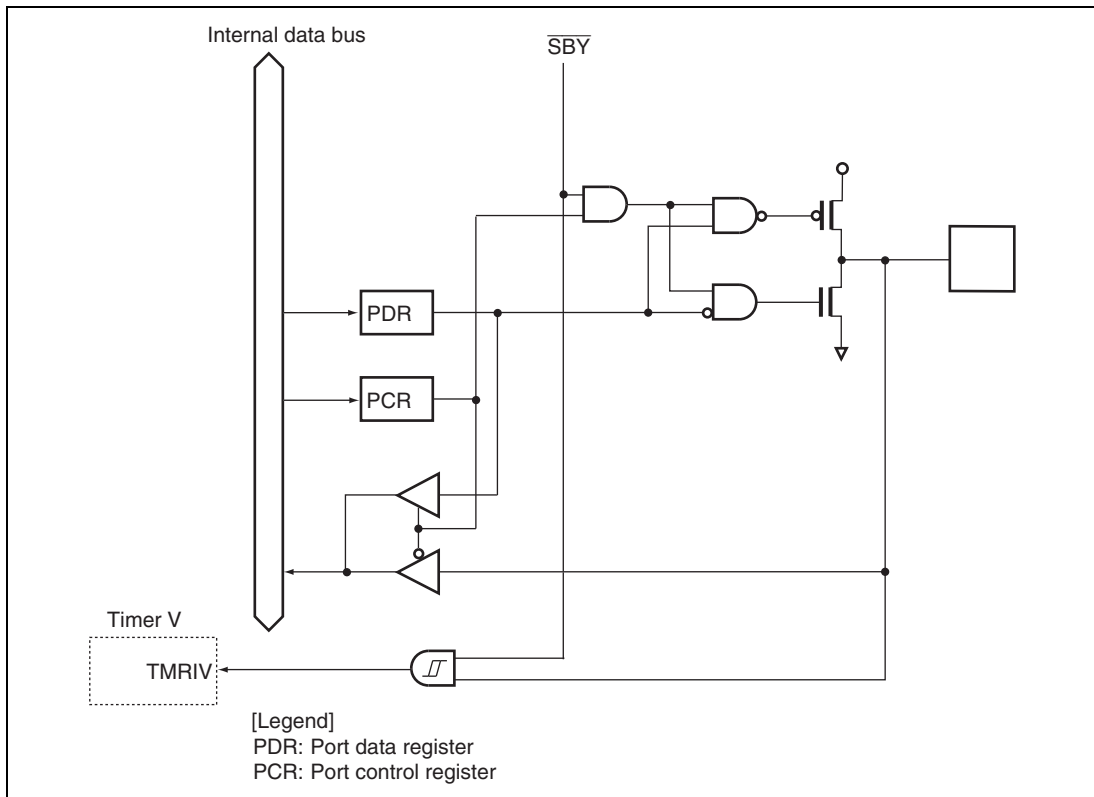 Internal data bus
SBY
PDR
PCR
Timer V
TMRIV
[Legend]
PDR: Port data register
PCR: Port control register